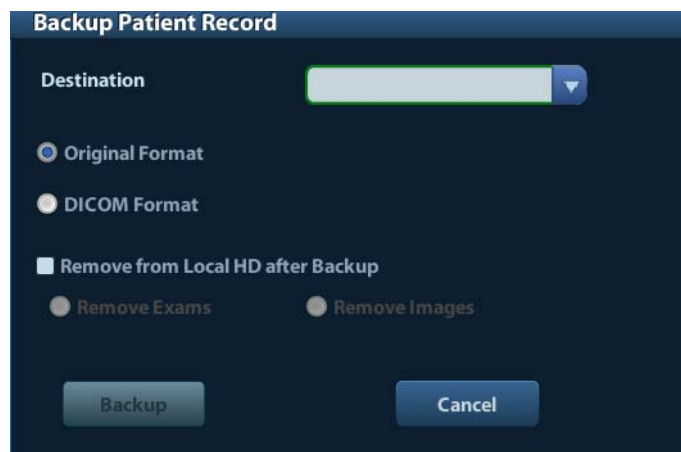 Backup Patient Record
Destination
Original Format
DICOM Format
Remove from Local HD after Backup
Remove Exams Remove Images
Backup Cancel